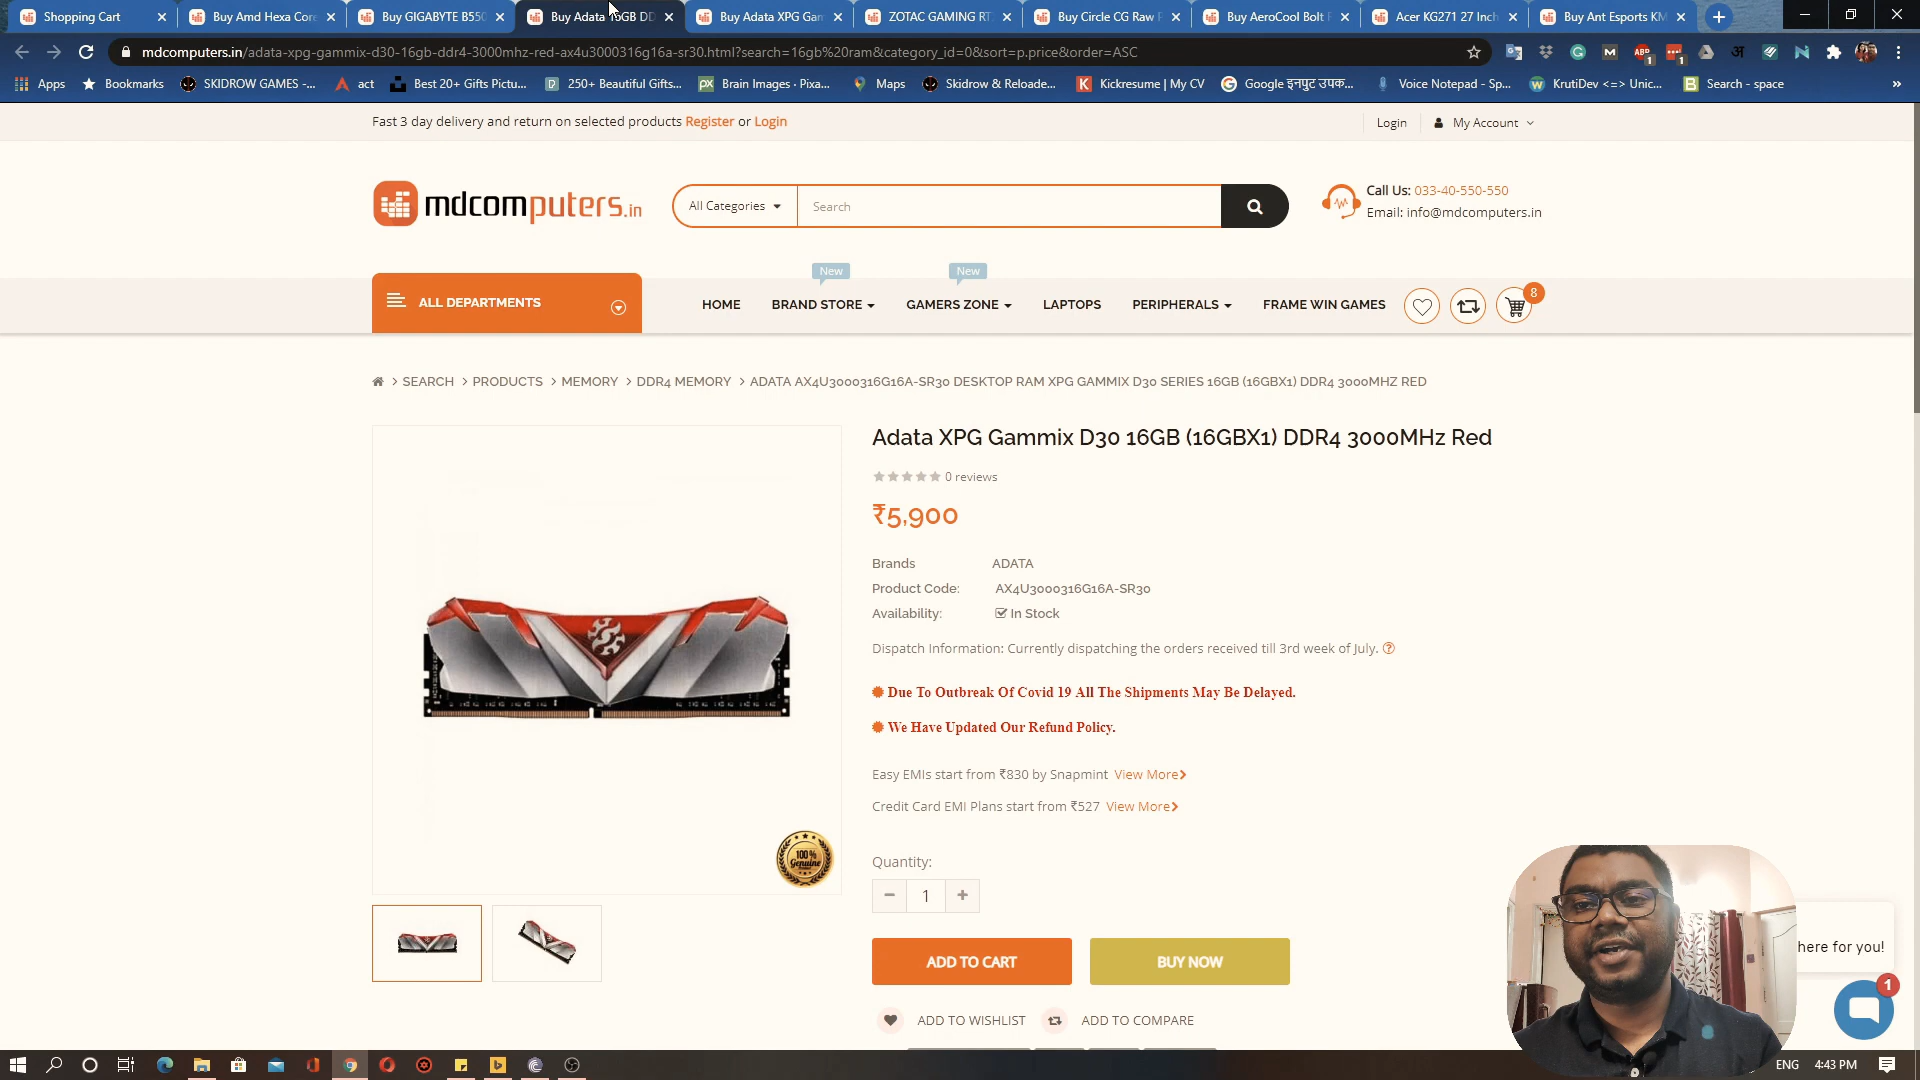 Shopping Cart
Buy Amd Hexa Core
Buy GIGABYTE B550
Buy Adata 16GB DD
Buy Adata XPG Gam
ZOTAC GAMING RT
Buy Circle CG Raw
Buy AeroCool Bolt
Acer KG271 27 Inch
Buy Ant Esports KM
mdcomputers.in/adata-xpg-gammix-d30-16gb-ddr4-3000mhz-red-ax4u3000316g16a-sr30.html?search=16gb%20ram&category_id=0&sort=p.price&order=ASC
Apps
Bookmarks
SKIDROW GAMES -...
act
Best 20+ Gifts Pictu...
250+ Beautiful Gifts...
Brain Images · Pixa...
Maps
Skidrow & Reloade...
Kickresume | My CV
Google इनपुट उपक...
Voice Notepad - Sp...
KrutiDev <=> Unic...
Search - space
»
Fast 3 day delivery and return on selected products Register or Login
Login
My Account
mdcomputers.in
All Categories
Search
Call Us: 033-40-550-550
Email: info@mdcomputers.in
New
New
ALL DEPARTMENTS
HOME
BRAND STORE
GAMERS ZONE
LAPTOPS
PERIPHERALS
FRAME WIN GAMES
8
SEARCH > PRODUCTS > MEMORY > DDR4 MEMORY > ADATA AX4U3000316G16A-SR30 DESKTOP RAM XPG GAMMIX D30 SERIES 16GB (16GBX1) DDR4 3000MHZ RED
Adata XPG Gammix D30 16GB (16GBX1) DDR4 3000MHz Red
0 reviews
₹5,900
Brands ADATA
Product Code: AX4U3000316G16A-SR30
Availability: In Stock
Dispatch Information: Currently dispatching the orders received till 3rd week of July.
Due To Outbreak Of Covid 19 All The Shipments May Be Delayed.
We Have Updated Our Refund Policy.
Easy EMIs start from ₹830 by Snapmint View More
Credit Card EMI Plans start from ₹527 View More
100%
Genuine
Quantity:
1
ADD TO CART
BUY NOW
here for you!
1
ADD TO WISHLIST
ADD TO COMPARE
ENG
4:43 PM